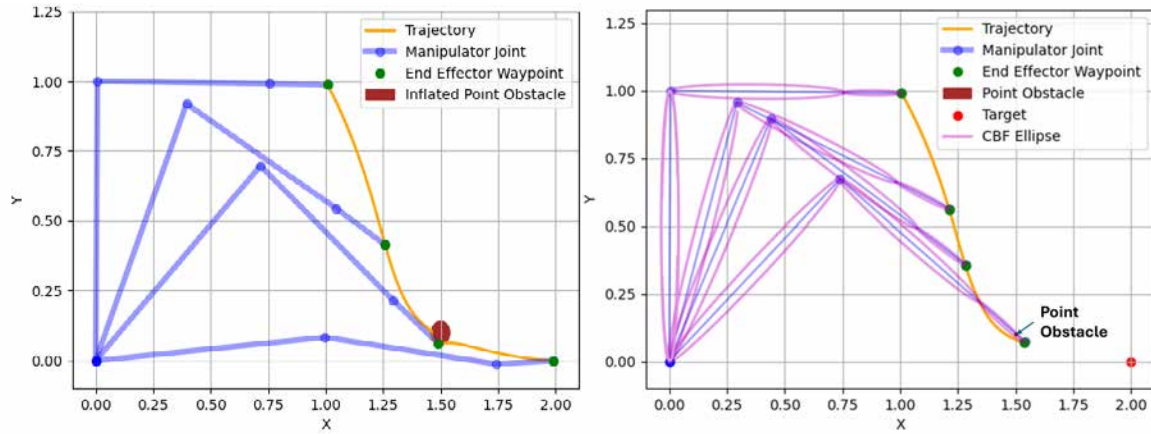 1.25
1.00
0.75
0.50
0.25
0.00
Y
0.00 0.25 0.50 0.75 1.00 1.25 1.50 1.75 2.00
X
Trajectory
Manipulator Joint
End Effector Waypoint
Inflated Point Obstacle
1.25
1.00
0.75
0.50
0.25
0.00
Y
0.00 0.25 0.50 0.75 1.00 1.25 1.50 1.75 2.00
X
Trajectory
Manipulator Joint
End Effector Waypoint
Point Obstacle
Target
CBF Ellipse
Point
Obstacle